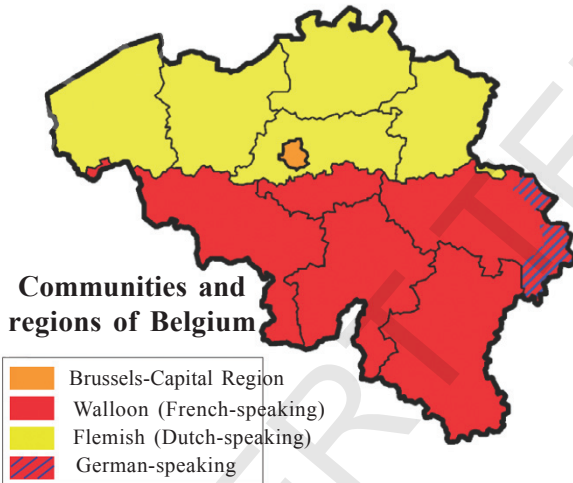 Communities and
regions of Belgium
Brussels-Capital Region
Walloon (French-speaking)
Flemish (Dutch-speaking)
German-speaking